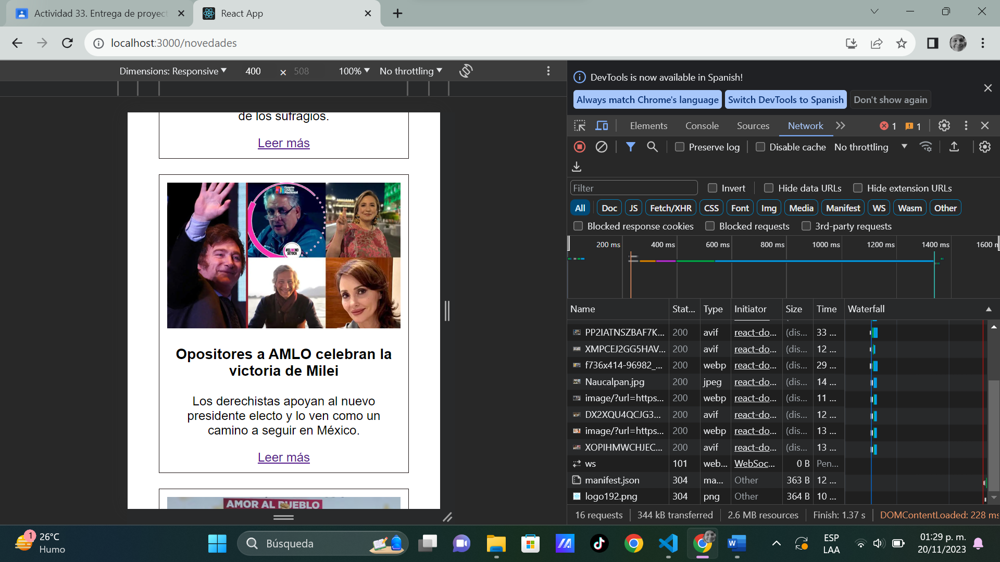 Actividad 33. Entrega de proyect
React App
localhost:3000/novedades
Dimensions: Responsive 400 × 508 100% No throttling
DevTools is now available in Spanish!
Always match Chrome's language Switch DevTools to Spanish Don't show again
Elements Console Sources Network 1 1
Preserve log Disable cache No throttling
Filter Invert Hide data URLs Hide extension URLs
All Doc JS Fetch/XHR CSS Font Img Media Manifest WS Wasm Other
Blocked response cookies Blocked requests 3rd-party requests
200 ms 400 ms 600 ms 800 ms 1000 ms 1200 ms 1400 ms 1600 m
Name Stat... Type Initiator Size Time Waterfall
PP2IATNSZBAF7K... 200 avif react-do... (dis... 33 ...
XMPCEJ2GG5HAV... 200 avif react-do... (dis... 12 ...
f736x414-96982_... 200 webp react-do... (dis... 29 ...
Naucalpan.jpg 200 jpeg react-do... (dis... 14 ...
image/?url=https... 200 webp react-do... (dis... 11 ...
DX2XQU4QCJG3... 200 avif react-do... (dis... 12 ...
image/?url=https... 200 webp react-do... (dis... 13 ...
XOPIHMWCHJEC... 200 avif react-do... (dis... 13 ...
ws 101 web... WebSoc... 0 B Pen...
manifest.json 304 ma... Other 363 B 12 ...
logo192.png 304 png Other 364 B 10 ...
16 requests 344 kB transferred 2.6 MB resources Finish: 1.37 s DOMContentLoaded: 228 ms
de los sufragios.
Leer más
Frente
Cívico
Nacional
#ELINENO
SETOCA
Opositores a AMLO celebran la
victoria de Milei
Los derechistas apoyan al nuevo
presidente electo y lo ven como un
camino a seguir en México.
Leer más
AMOR AL PUEBLO
1
26°C
Humo
Búsqueda
ESP
LAA
01:29 p. m.
20/11/2023